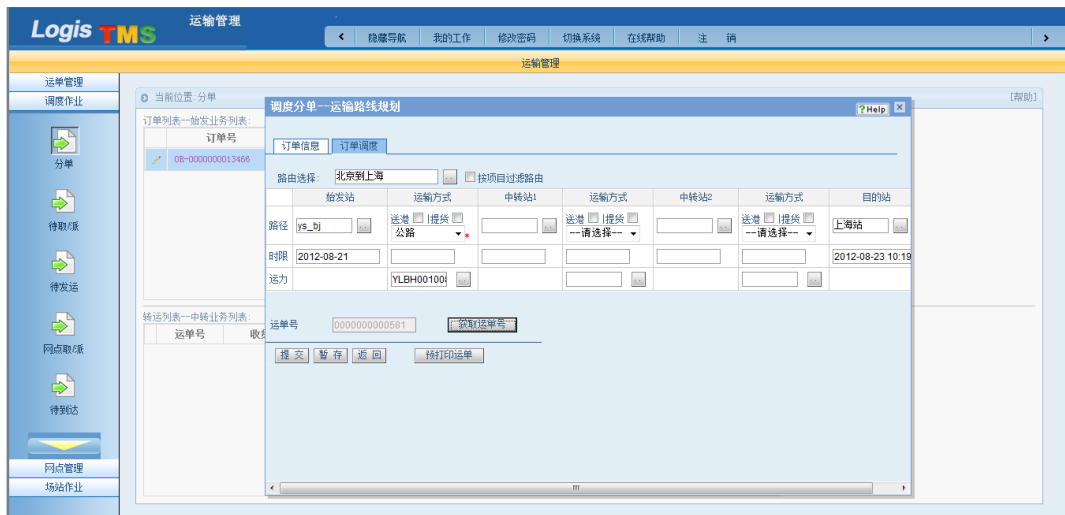 Logis TMS
运输管理
隐藏导航 我的工作 修改密码 切换系统 在线帮助 注 销
运输管理
运单管理
调度作业
分单
待取/派
待发运
网点取/派
待到达
网点管理
场站作业
当前位置:分单
[帮助]
订单列表--始发业务列表:
订单号
0B-0000000013466
转运列表--中转业务列表:
运单号
调度分单--运输路线规划
?Help
订单信息 订单调度
路由选择: 北京到上海 按项目过滤路由
始发站 运输方式 中转站1 运输方式 中转站2 运输方式 目的站
路径 ys_bj 送港 |提货 送港 |提货 送港 |提货 上海站
公路 * --请选择-- --请选择--
时限 2012-08-21 2012-08-23 10:19
运力 YLBH00100
运单号 0000000000581 获取运单号
提 交 暂 存 返 回 预打印运单